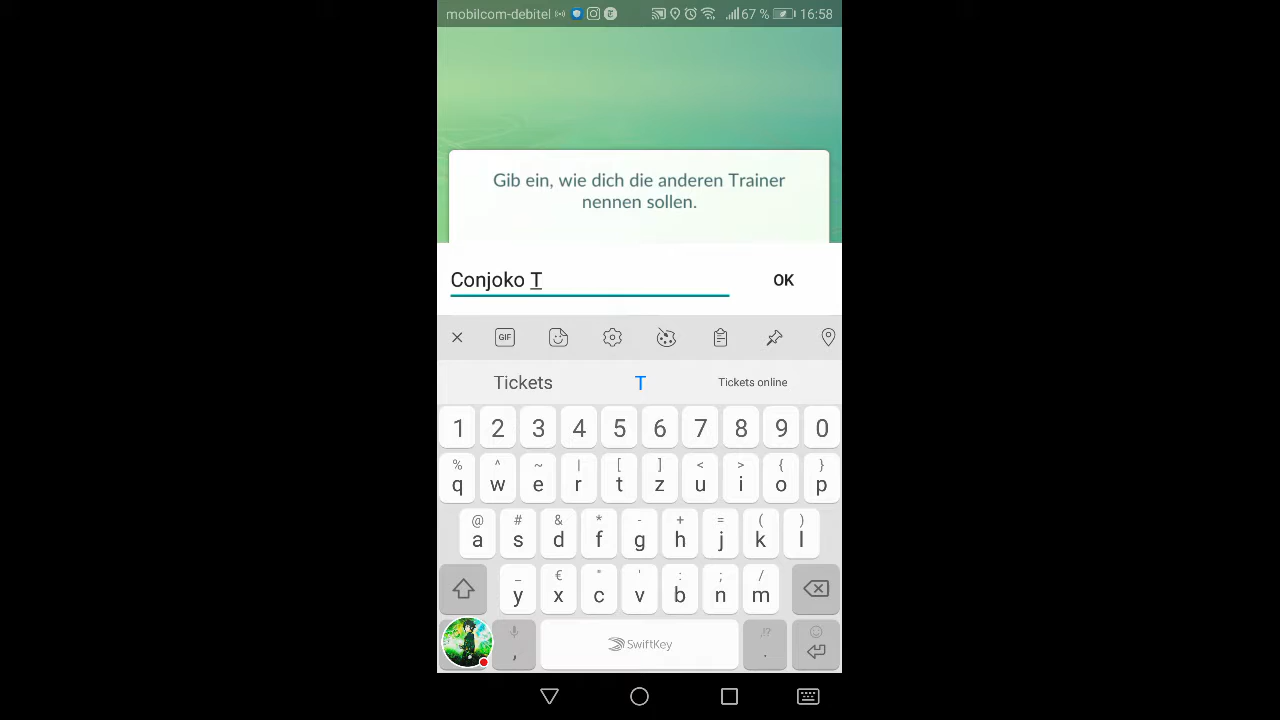 mobilcom-debitel 67 % 16:58
Gib ein, wie dich die anderen Trainer
nennen sollen.
Conjoko T
OK
GIF
Tickets T Tickets online
1 2 3 4 5 6 7 8 9 0
% ^ ~ | [ ] < > { }
q w e r t z u i o p
@ # & * - + = ( )
a s d f g h j k l
_ € " ' : ; /
y x c v b n m
, SwiftKey ,!? .